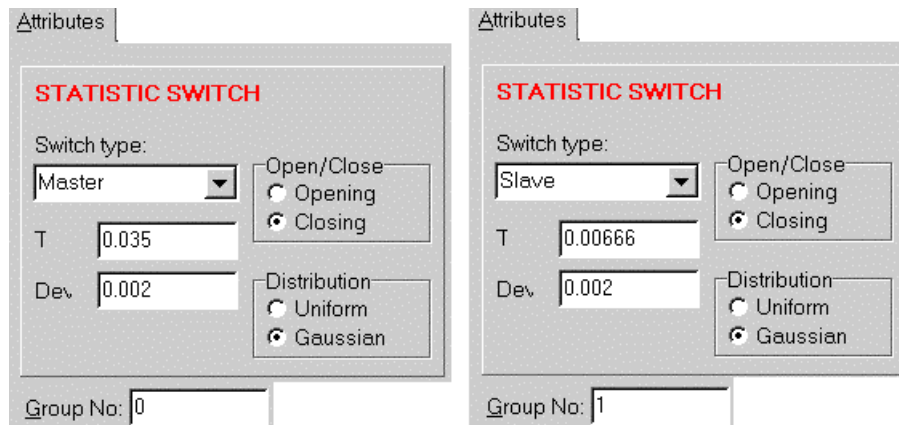 Attributes
STATISTIC SWITCH
Switch type:
Master
Open/Close
Opening
Closing
T 0.035
Dev 0.002
Distribution
Uniform
Gaussian
Group No: 0
Attributes
STATISTIC SWITCH
Switch type:
Slave
Open/Close
Opening
Closing
T 0.00666
Dev 0.002
Distribution
Uniform
Gaussian
Group No: 1